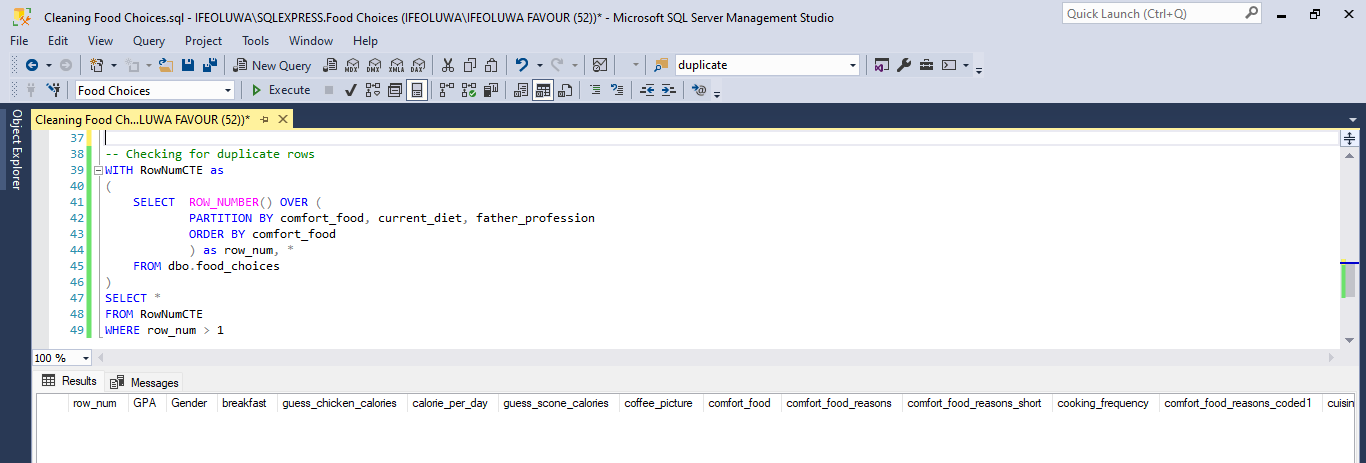 Cleaning Food Choices.sql - IFEOLUWA\SQLEXPRESS.Food Choices (IFEOLUWA\IFEOLUWA FAVOUR (52))* - Microsoft SQL Server Management Studio
Quick Launch (Ctrl+Q)
File Edit View Query Project Tools Window Help
New Query MDX DMX XMLA DAX duplicate
Food Choices Execute
Object Explorer
Cleaning Food Ch...LUWA FAVOUR (52))*
37
38 -- Checking for duplicate rows
39 WITH RowNumCTE as
40 (
41 SELECT ROW_NUMBER() OVER (
42 PARTITION BY comfort_food, current_diet, father_profession
43 ORDER BY comfort_food
44 ) as row_num, *
45 FROM dbo.food_choices
46 )
47 SELECT *
48 FROM RowNumCTE
49 WHERE row_num > 1
100 %
Results Messages
row_num GPA Gender breakfast guess_chicken_calories calorie_per_day guess_scone_calories coffee_picture comfort_food comfort_food_reasons comfort_food_reasons_short cooking_frequency comfort_food_reasons_coded1 cuisin